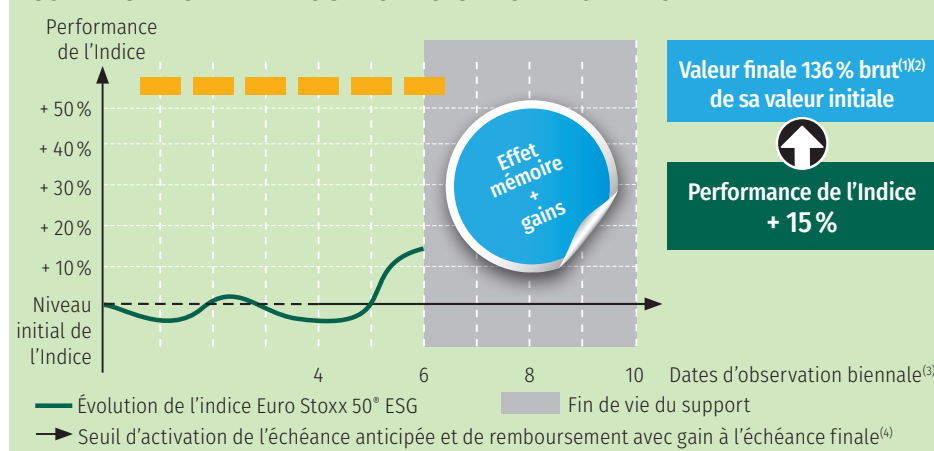 Performance
de l’Indice
+ 50 %
+ 40 %
+ 30 %
+ 20 %
+ 10 %
Niveau
initial de
l’Indice
Effet
mémoire
+
gains
Valeur finale 136 % brut(1)(2)
de sa valeur initiale
Performance de l’Indice
+ 15 %
4 6 8 10 Dates d’observation biennale(3)
Évolution de l’indice Euro Stoxx 50® ESG Fin de vie du support
Seuil d’activation de l’échéance anticipée et de remboursement avec gain à l’échéance finale(4)